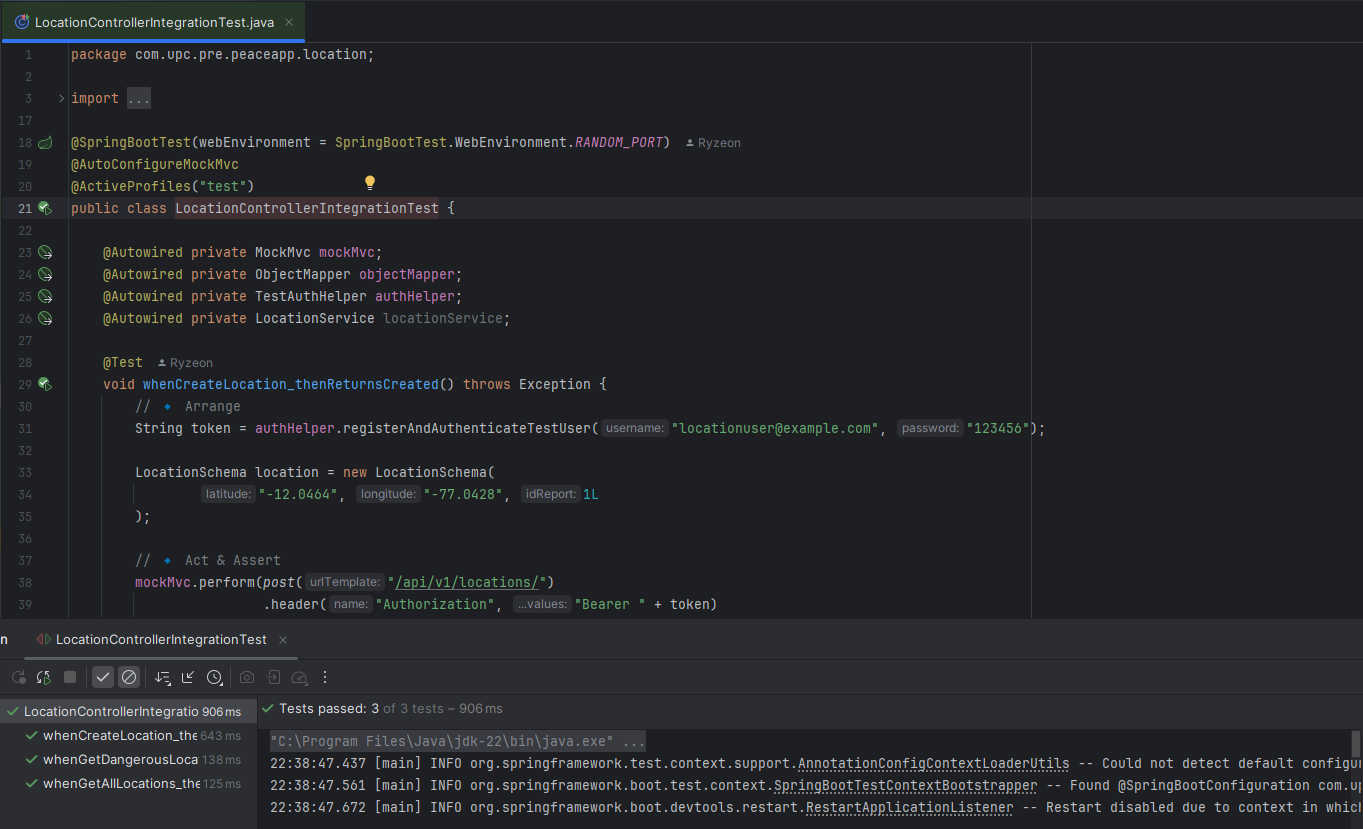 LocationControllerIntegrationTest.java
1 package com.upc.pre.peaceapp.location;
2
3 import ...
17
18 @SpringBootTest(webEnvironment = SpringBootTest.WebEnvironment.RANDOM_PORT) Ryzeon
19 @AutoConfigureMockMvc
20 @ActiveProfiles("test")
21 public class LocationControllerIntegrationTest {
22
23 @Autowired private MockMvc mockMvc;
24 @Autowired private ObjectMapper objectMapper;
25 @Autowired private TestAuthHelper authHelper;
26 @Autowired private LocationService locationService;
27
28 @Test Ryzeon
29 void whenCreateLocation_thenReturnsCreated() throws Exception {
30 // 🔹 Arrange
31 String token = authHelper.registerAndAuthenticateTestUser( username: "locationuser@example.com", password: "123456");
32
33 LocationSchema location = new LocationSchema(
34 latitude: "-12.0464", longitude: "-77.0428", idReport: 1L
35 );
36
37 // 🔹 Act & Assert
38 mockMvc.perform(post( urlTemplate: "/api/v1/locations/")
39 .header( name: "Authorization", ...values: "Bearer " + token)
n LocationControllerIntegrationTest
LocationControllerIntegratio 906 ms
Tests passed: 3 of 3 tests – 906 ms
whenCreateLocation_the 643 ms
whenGetDangerousLoca 138 ms
whenGetAllLocations_the 125 ms
"C:\Program Files\Java\jdk-22\bin\java.exe" ...
22:38:47.437 [main] INFO org.springframework.test.context.support.AnnotationConfigContextLoaderUtils -- Could not detect default configu
22:38:47.561 [main] INFO org.springframework.boot.test.context.SpringBootTestContextBootstrapper -- Found @SpringBootConfiguration com.up
22:38:47.672 [main] INFO org.springframework.boot.devtools.restart.RestartApplicationListener -- Restart disabled due to context in which